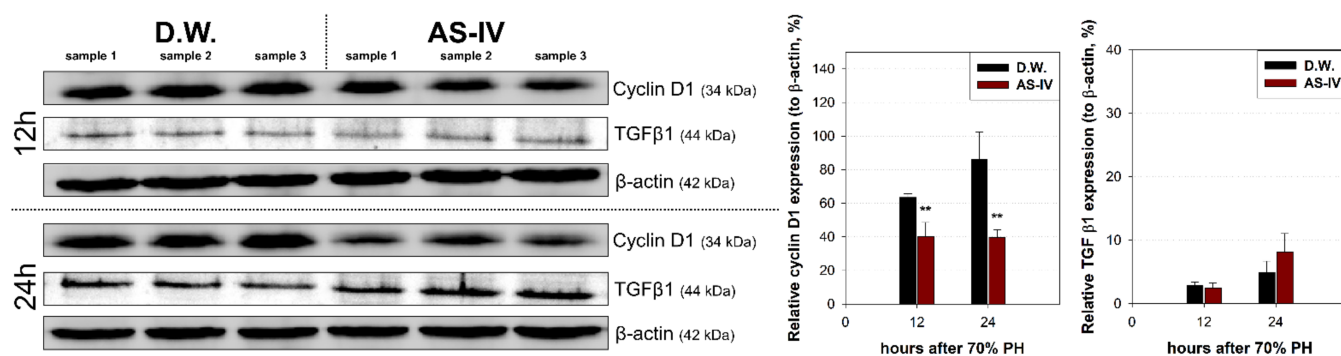 D.W. AS-IV
sample 1 sample 2 sample 3 sample 1 sample 2 sample 3
12h
Cyclin D1 (34 kDa)
TGFβ1 (44 kDa)
β-actin (42 kDa)
24h
Cyclin D1 (34 kDa)
TGFβ1 (44 kDa)
β-actin (42 kDa)
Relative cyclin D1 expression (to β-actin, %)
140
120
100
80
60
40
20
0
D.W.
AS-IV
**
**
0 12 24
hours after 70% PH
Relative TGF β1 expression (to β-actin, %)
40
30
20
10
0
D.W.
AS-IV
0 12 24
hours after 70% PH